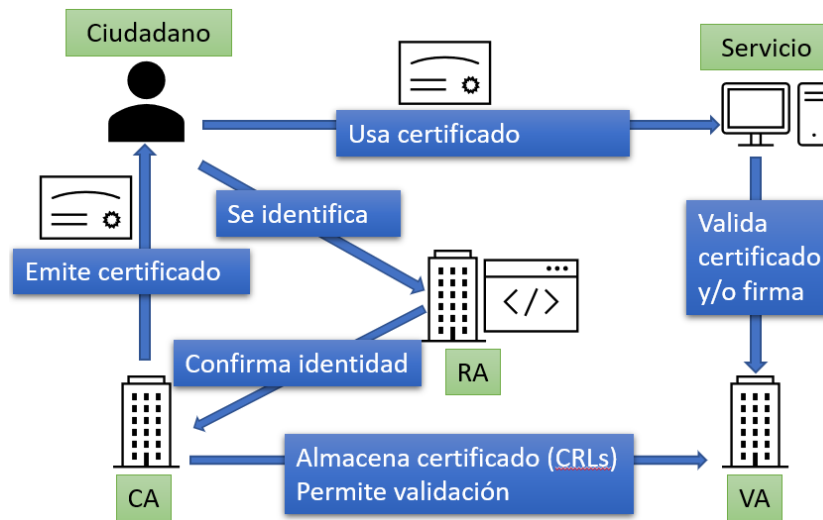 Ciudadano
Servicio
Usa certificado
Se identifica
Emite certificado
Valida
certificado
y/o firma
</>
Confirma identidad
RA
Almacena certificado (CRLs)
Permite validación
CA
VA